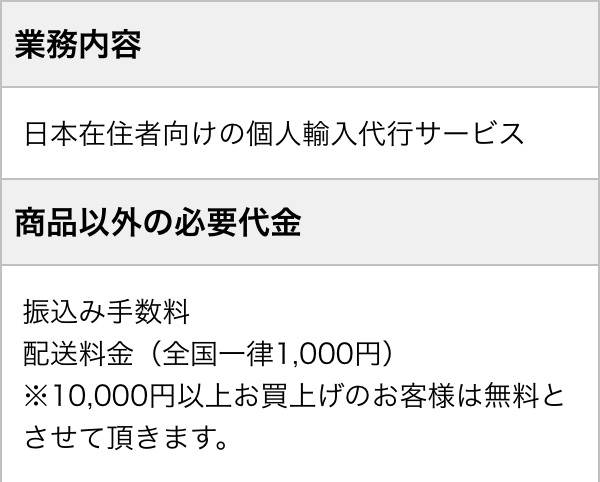 業務内容
日本在住者向けの個人輸入代行サービス
商品以外の必要代金
振込み手数料
配送料金（全国一律1,000円）
※10,000円以上お買上げのお客様は無料と
させて頂きます。